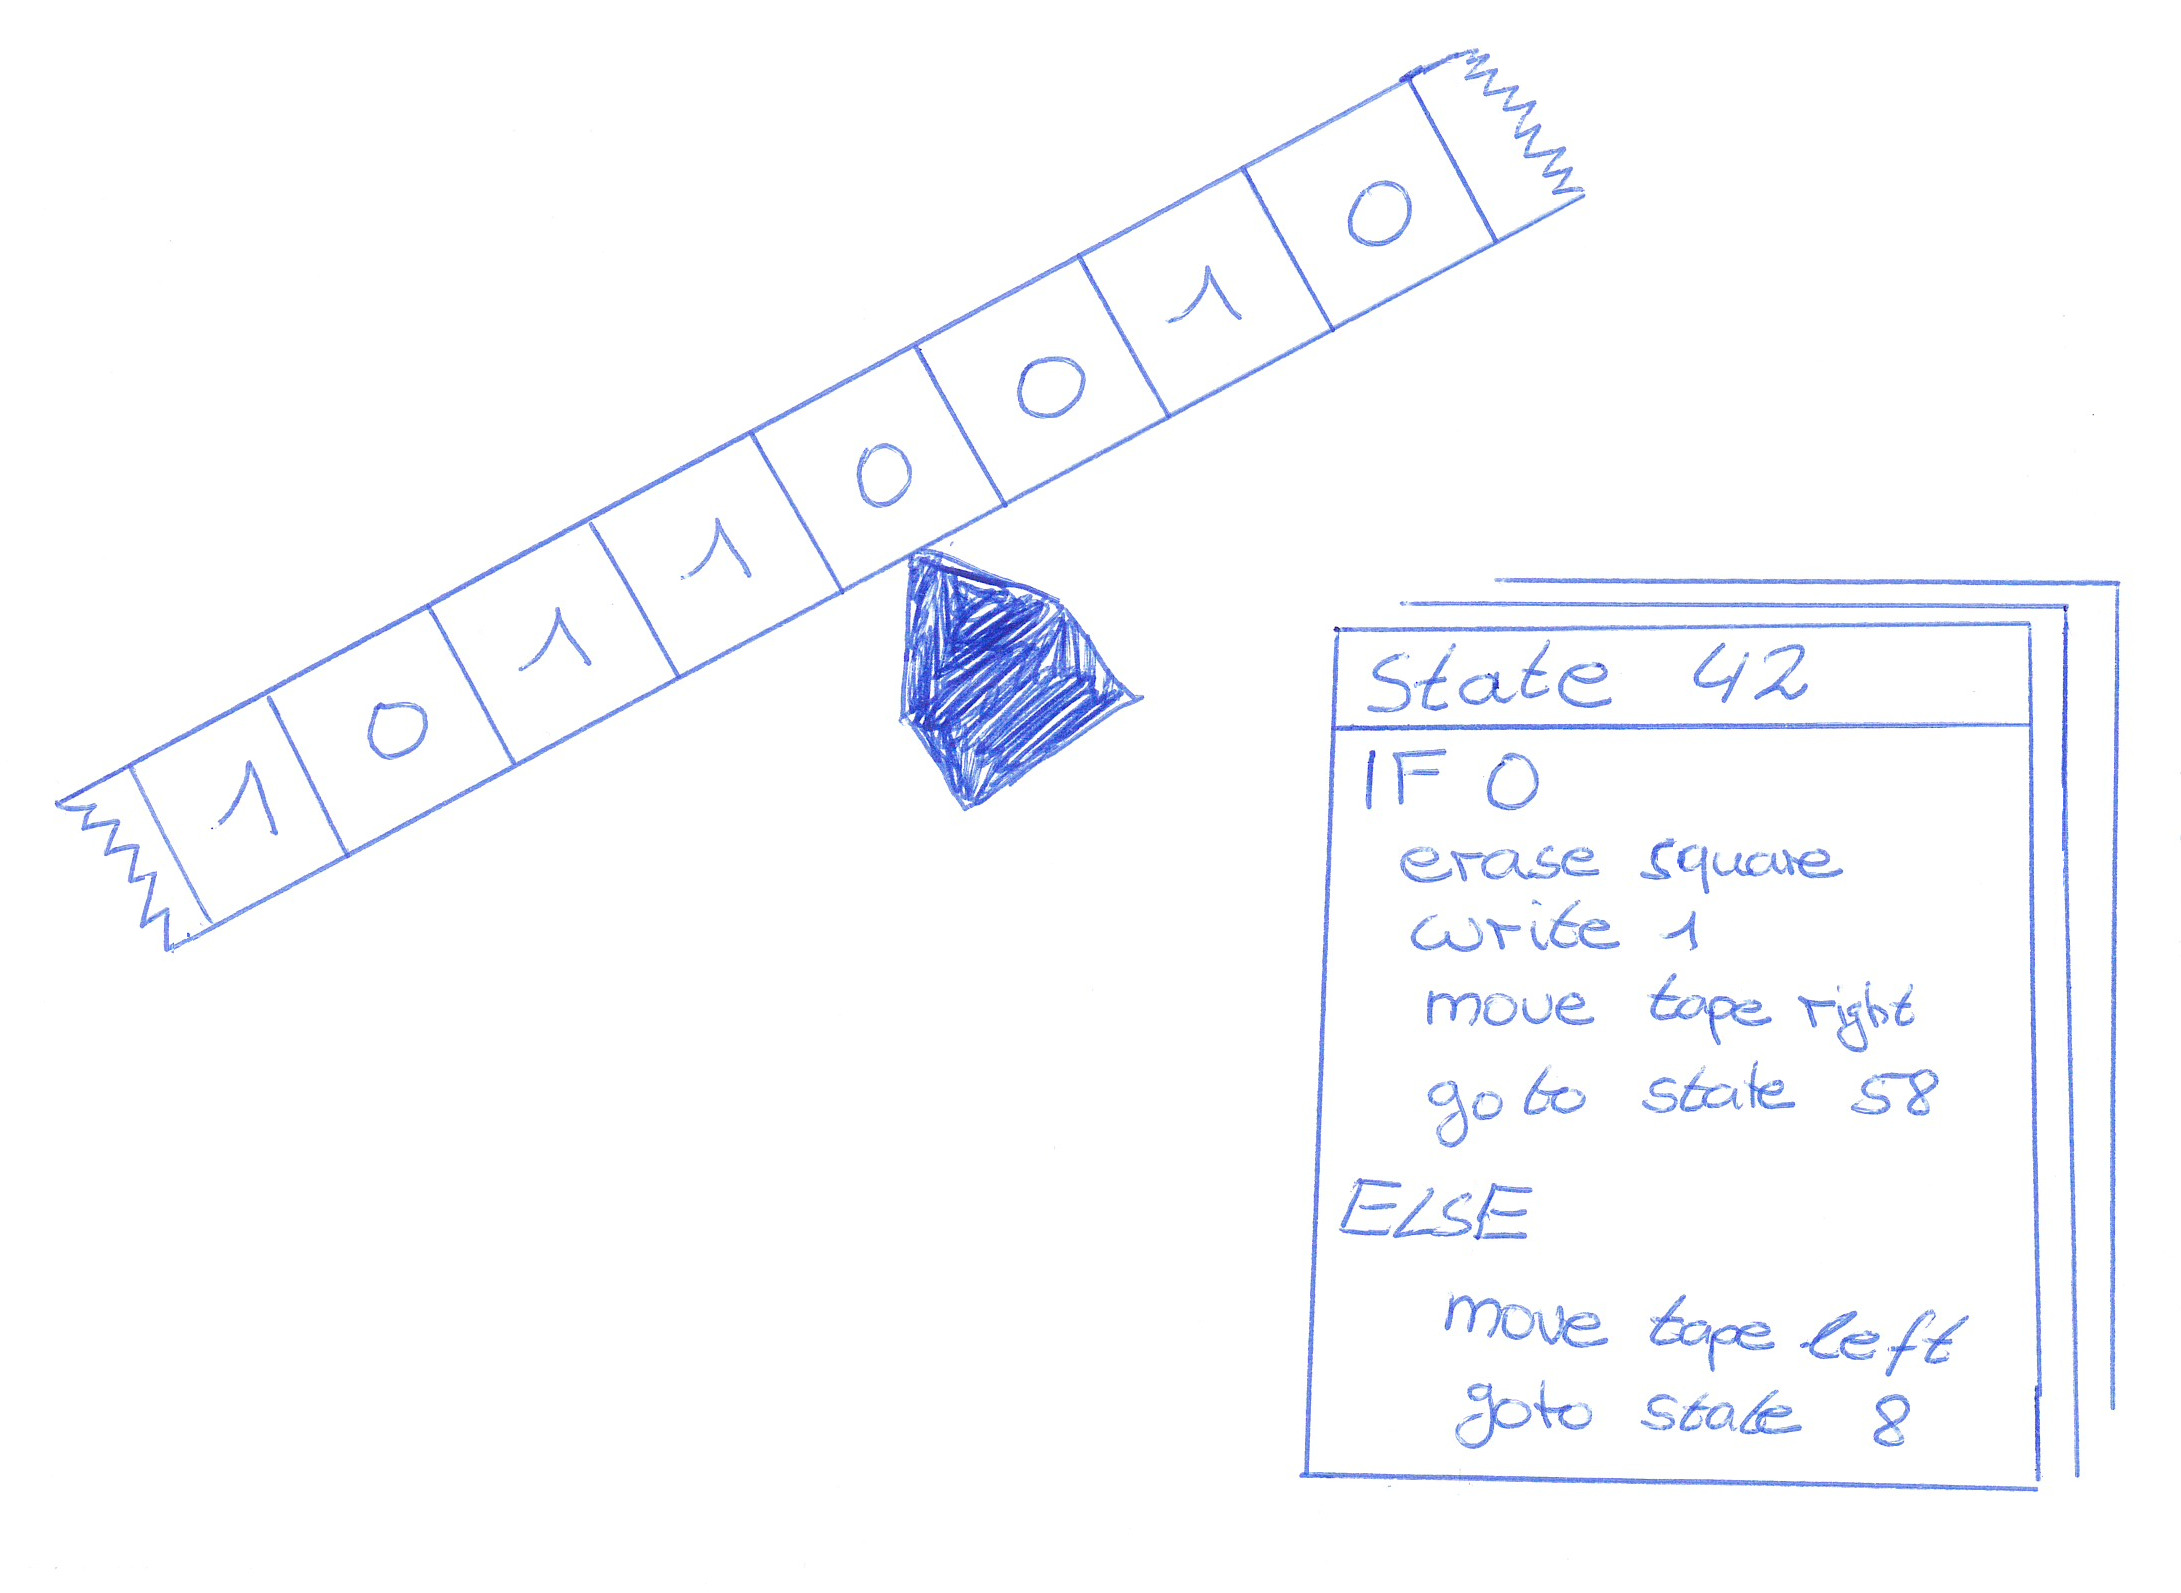 1 0 1 1 0 0 1 0
State 42
IF 0
erase square
write 1
move tape right
go to state 58
ELSE
move tape left
goto state 8